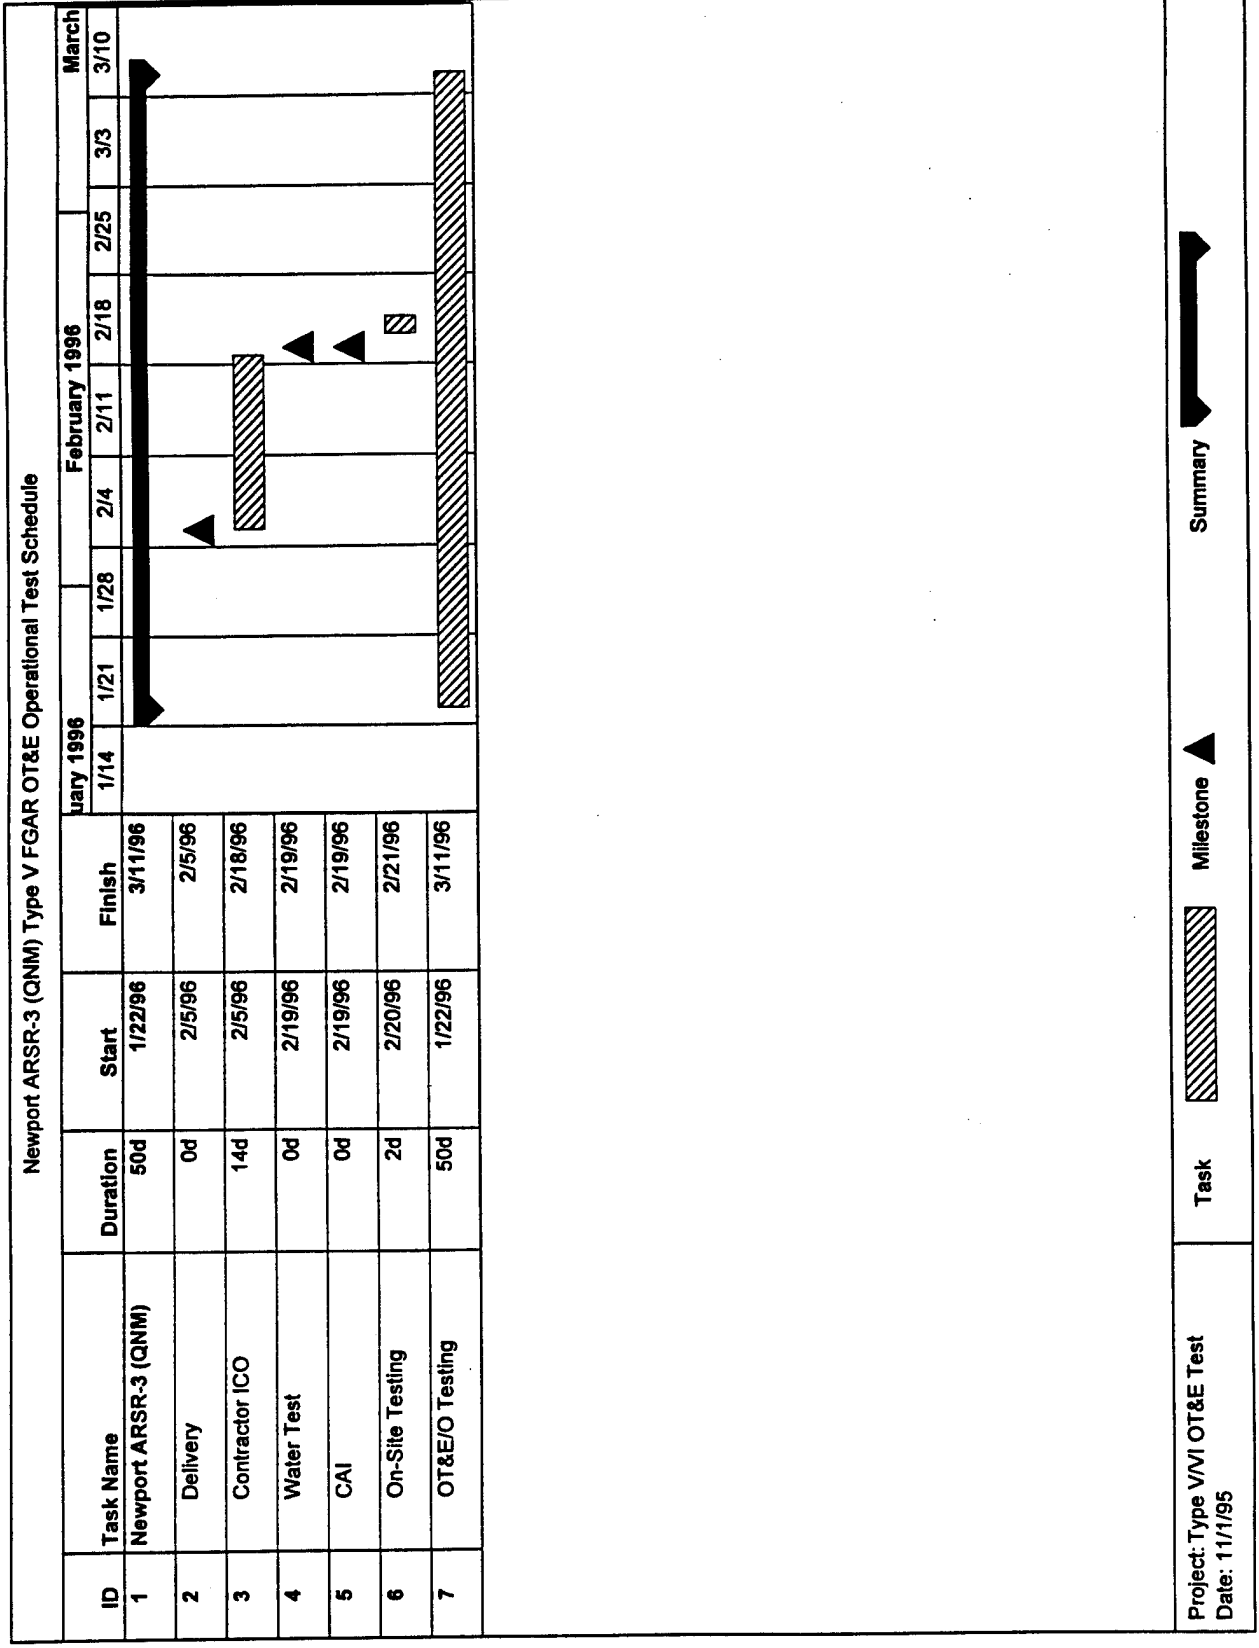 Newport ARSR-3 (QNM) Type V FGAR OT&E Operational Test Schedule
uary 1996 February 1996 March
ID Task Name Duration Start Finish 1/14 1/21 1/28 2/4 2/11 2/18 2/25 3/3 3/10
1 Newport ARSR-3 (QNM) 50d 1/22/96 3/11/96
2 Delivery 0d 2/5/96 2/5/96
3 Contractor ICO 14d 2/5/96 2/18/96
4 Water Test 0d 2/19/96 2/19/96
5 CAI 0d 2/19/96 2/19/96
6 On-Site Testing 2d 2/20/96 2/21/96
7 OT&E/O Testing 50d 1/22/96 3/11/96
Project: Type V/VI OT&E Test
Date: 11/1/95
Task Milestone Summary